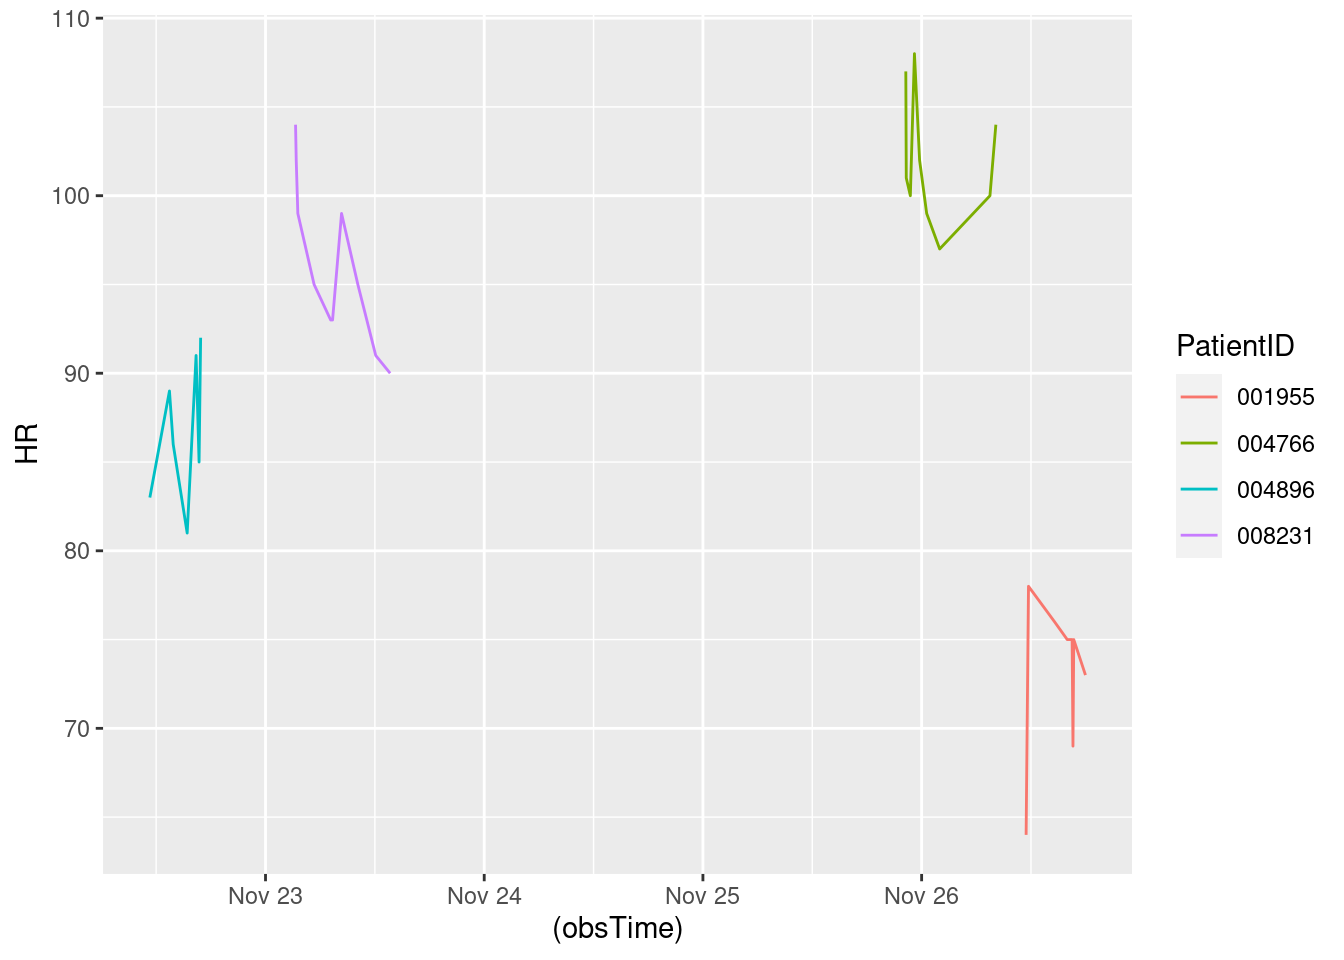 110
100
90
80
70
HR
Nov 23
Nov 24
Nov 25
Nov 26
(obsTime)
PatientID
001955
004766
004896
008231